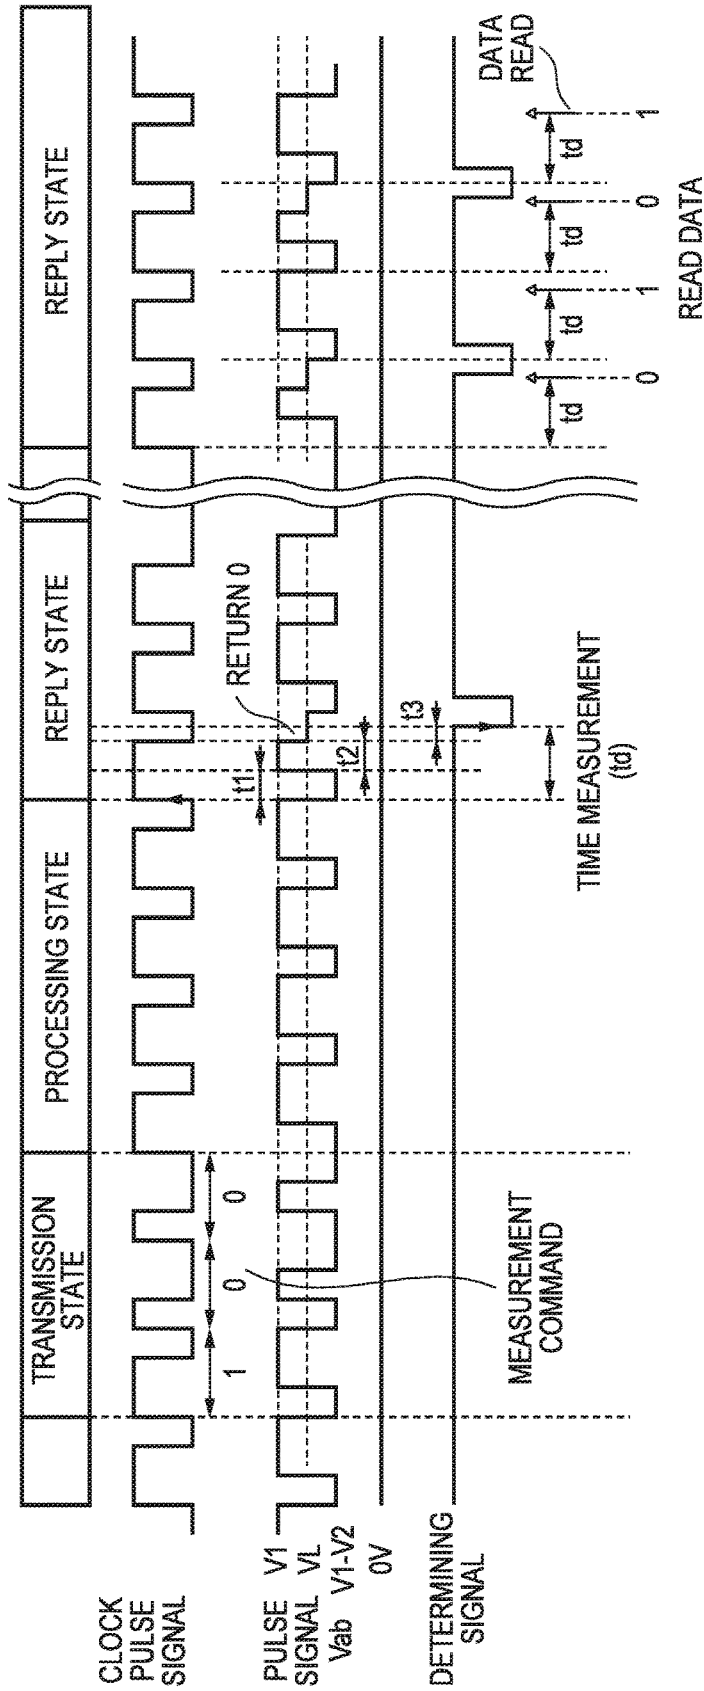 TRANSMISSION
STATE
PROCESSING STATE
REPLY STATE
REPLY STATE
CLOCK
PULSE
SIGNAL
1
0
0
PULSE
SIGNAL
Vab
V1
VL
V1-V2
0V
t1
t2
t3
RETURN 0
DETERMINING
SIGNAL
MEASUREMENT
COMMAND
TIME MEASUREMENT
(td)
td
td
td
td
DATA
READ
0
1
0
1
READ DATA